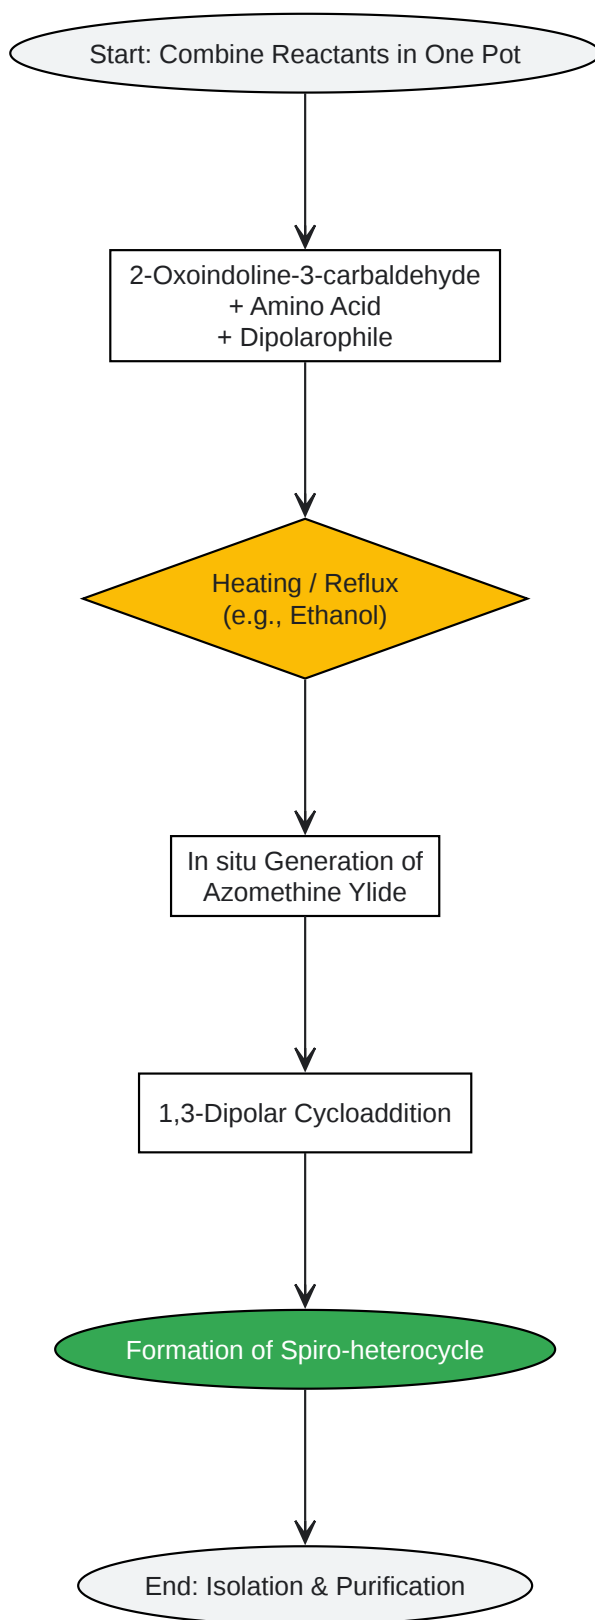 Start: Combine Reactants in One Pot
2-Oxoindoline-3-carbaldehyde
+ Amino Acid
+ Dipolarophile
Heating / Reflux
(e.g., Ethanol)
In situ Generation of
Azomethine Ylide
1,3-Dipolar Cycloaddition
Formation of Spiro-heterocycle
End: Isolation & Purification